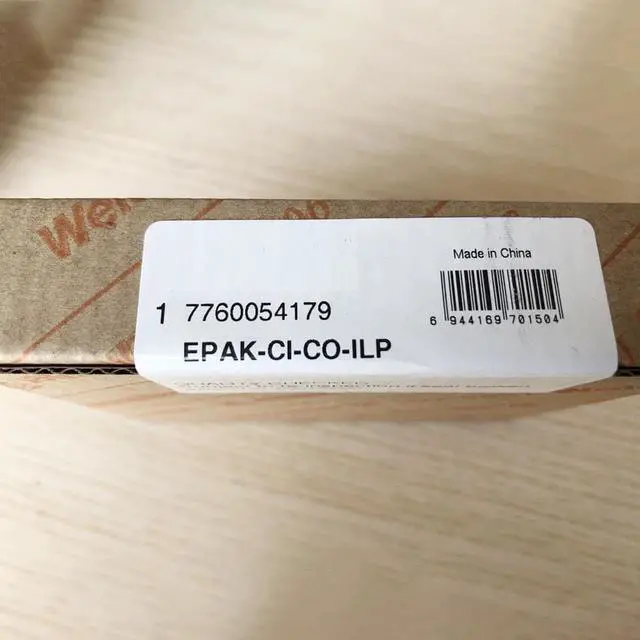 Made in China
1 7760054179
6 944169 701504
EPAK-CI-CO-ILP